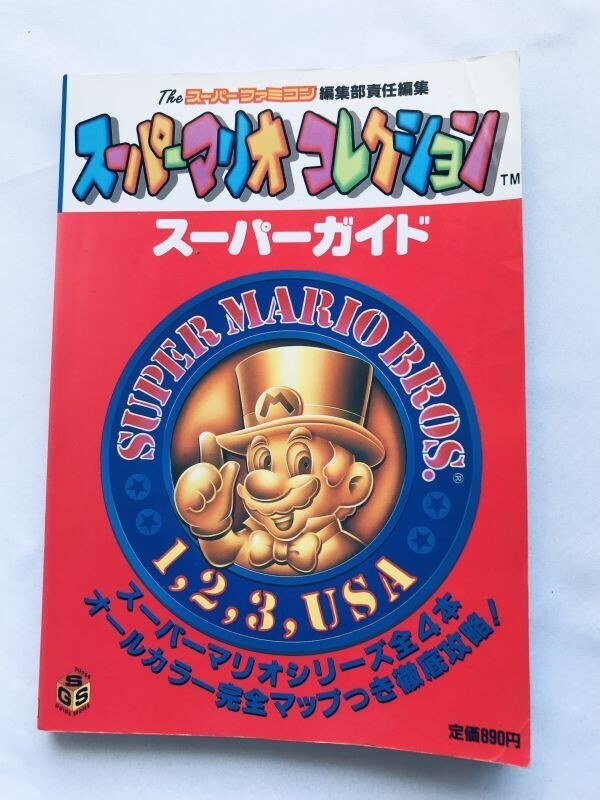 The スーパーファミコン 編集部責任編集
スーパーマリオ コレクション TM
スーパーガイド
SUPER MARIO BROS. ®
M
1, 2, 3, USA
スーパーマリオシリーズ全4本
オールカラー完全マップつき徹底攻略!
SUPER
SGS
GUIDE SERIES
定価890円